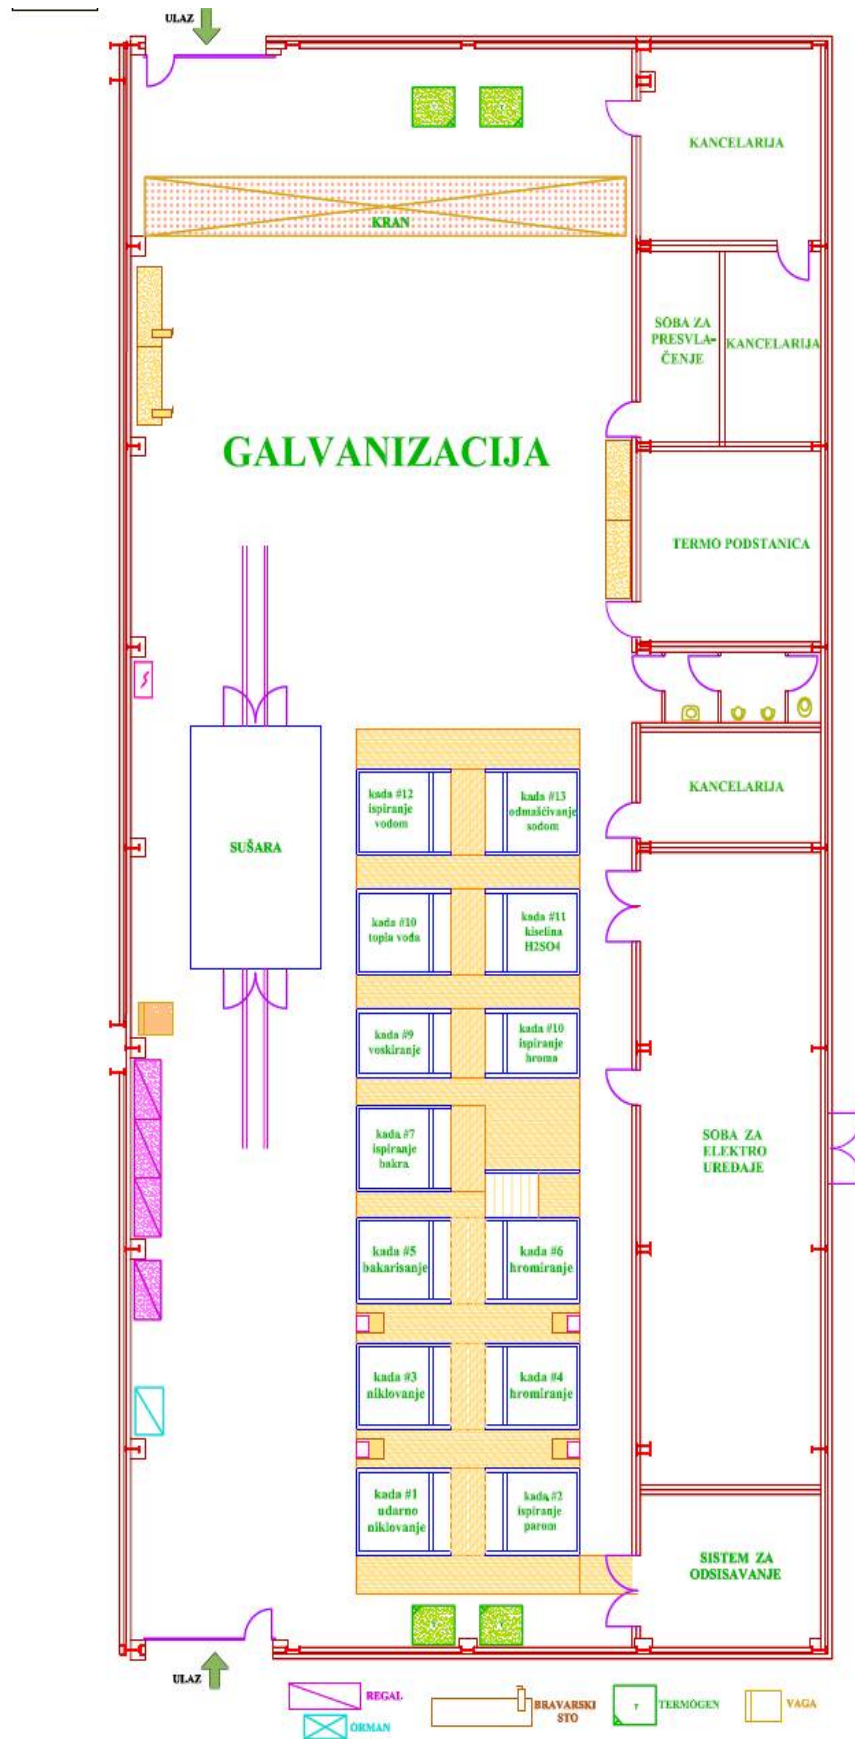 ULAZ
KANCELARIJA
KRAN
SOBA ZA
PRESVLA-
ČENJE
KANCELARIJA
GALVANIZACIJA
TERMO PODSTANICA
KANCELARIJA
kada #12
ispiranje
vodom
kada #13
odmaščivanje
sodom
SUŠARA
kada #10
topla voda
kada #11
kiselina
H2SO4
kada #9
voskiranje
kada #10
ispiranje
hroma
kada #7
ispiranje
bakra
SOBA ZA
ELEKTRO
UREĐAJE
kada #5
bakarisanje
kada #6
hromiranje
kada #3
niklovanje
kada #4
hromiranje
kada #1
udarno
niklovanje
kada #2
ispiranje
parom
SISTEM ZA
ODSISAVANJE
ULAZ
REGAL
ORMAN
BRAVARSKI
STO
T
TERMOGEN
VAGA